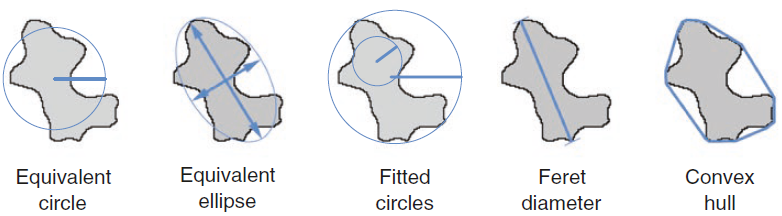 Equivalent
circle
Equivalent
ellipse
Fitted
circles
Feret
diameter
Convex
hull